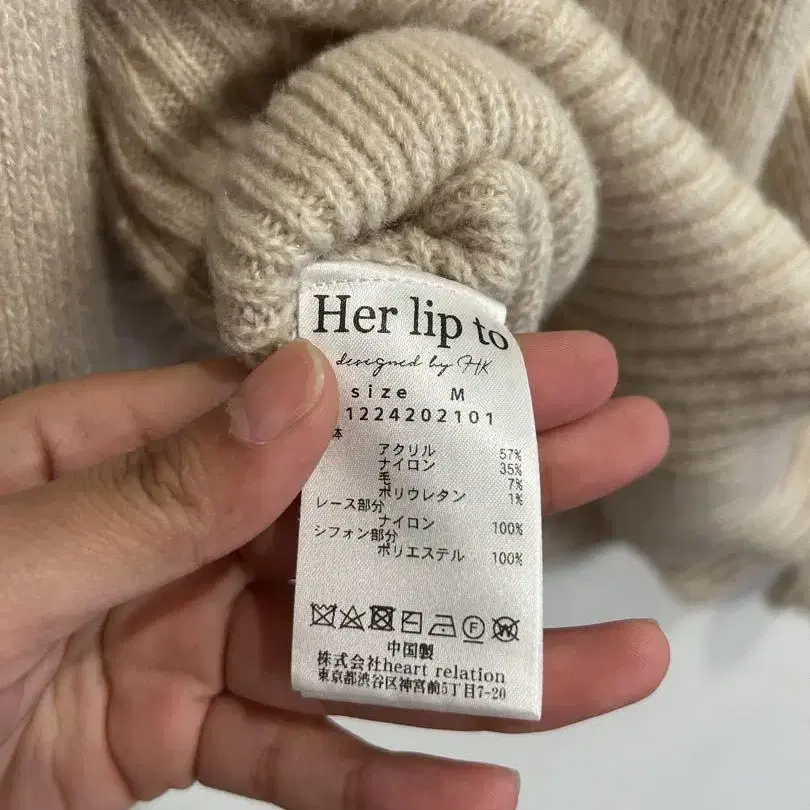 Her lip to
designed by HK
size M
1224202101
体
アクリル 57%
ナイロン 35%
毛 7%
ポリウレタン 1%
レース部分
ナイロン 100%
シフォン部分
ポリエステル 100%
F W
中国製
株式会社heart relation
東京都渋谷区神宮前5丁目7-20